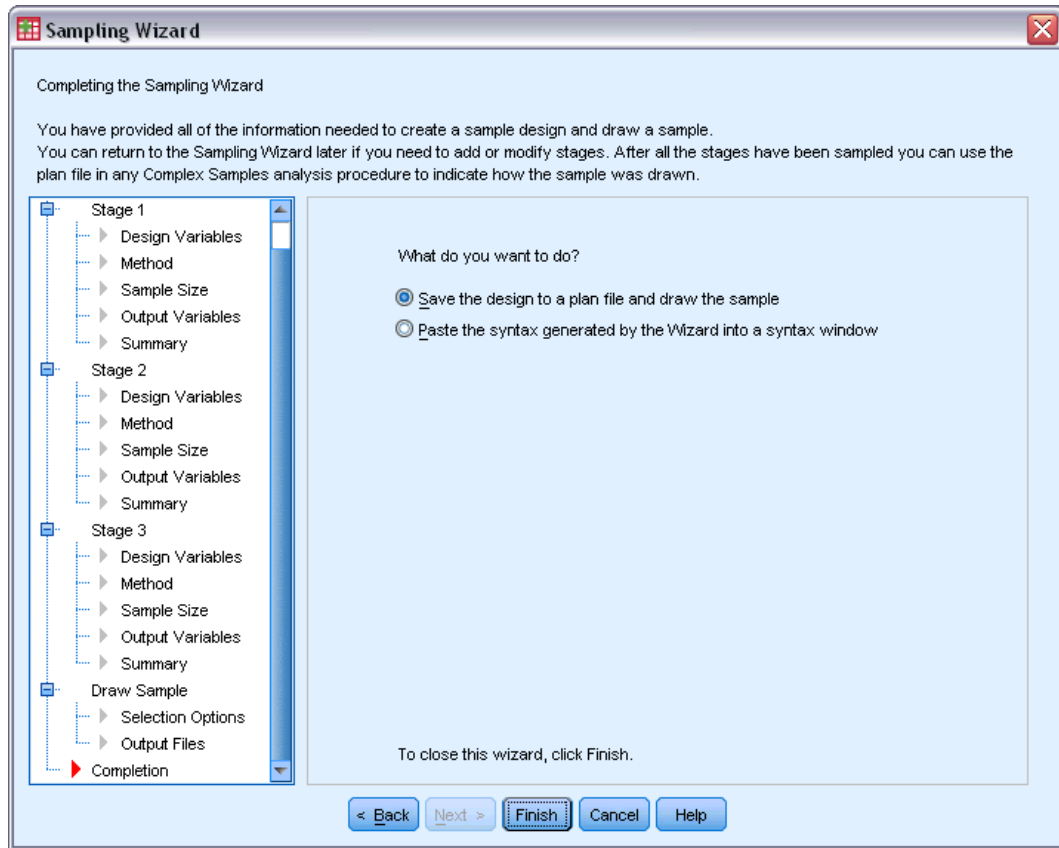 Sampling Wizard
Completing the Sampling Wizard
You have provided all of the information needed to create a sample design and draw a sample.
You can return to the Sampling Wizard later if you need to add or modify stages. After all the stages have been sampled you can use the
plan file in any Complex Samples analysis procedure to indicate how the sample was drawn.
Stage 1
Design Variables
Method
Sample Size
Output Variables
Summary
Stage 2
Design Variables
Method
Sample Size
Output Variables
Summary
Stage 3
Design Variables
Method
Sample Size
Output Variables
Summary
Draw Sample
Selection Options
Output Files
Completion
What do you want to do?
Save the design to a plan file and draw the sample
Paste the syntax generated by the Wizard into a syntax window
To close this wizard, click Finish.
< Back Next > Finish Cancel Help